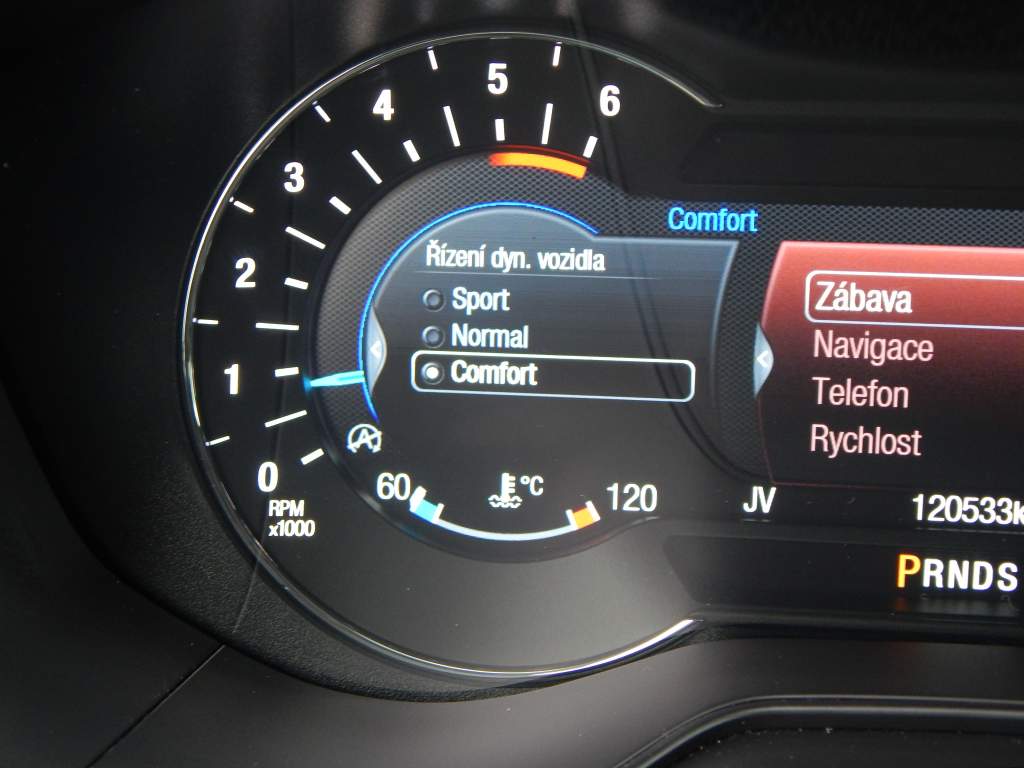 6
5
4
3
2
1
0
RPM
x1000
Comfort
Řízení dyn. vozidla
Sport
Normal
Comfort
Zábava
Navigace
Telefon
Rychlost
A
60
°C
120
JV
120533k
PRNDS